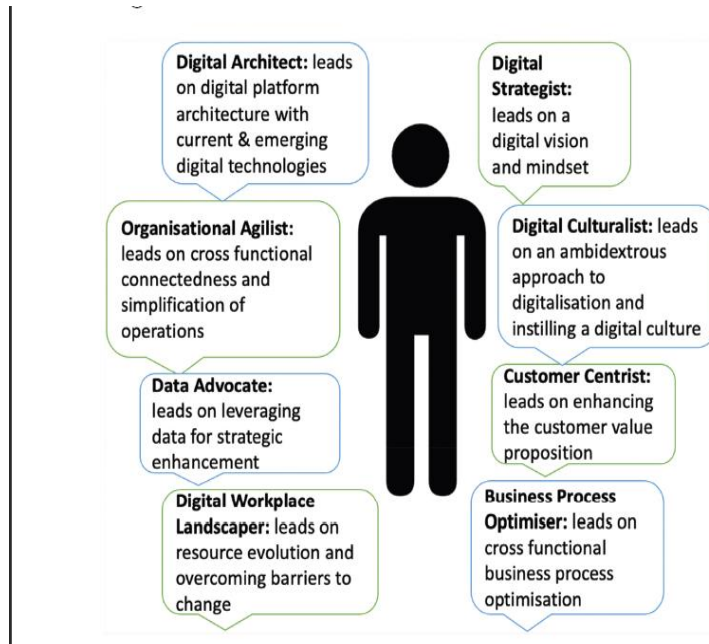 Digital Architect: leads
on digital platform
architecture with
current & emerging
digital technologies
Organisational Agilist:
leads on cross functional
connectedness and
simplification of
operations
Data Advocate:
leads on leveraging
data for strategic
enhancement
Digital Workplace
Landscaper: leads on
resource evolution and
overcoming barriers to
change
Digital
Strategist:
leads on a
digital vision
and mindset
Digital Culturalist: leads
on an ambidextrous
approach to
digitalisation and
instilling a digital culture
Customer Centrist:
leads on enhancing
the customer value
proposition
Business Process
Optimiser: leads on
cross functional
business process
optimisation